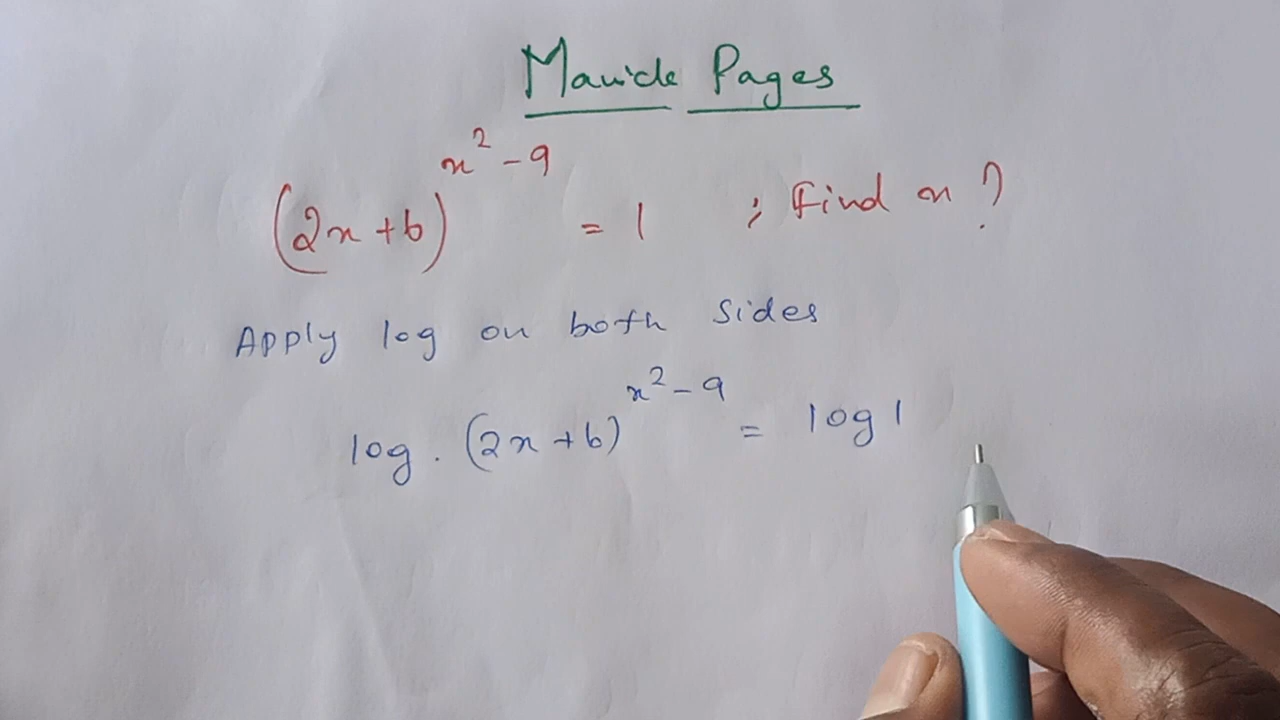 Mavicle Pages
(2x+6)^{x²-9} = 1 ; Find x?
Apply log on both sides
log. (2x+6)^{x²-9} = log 1